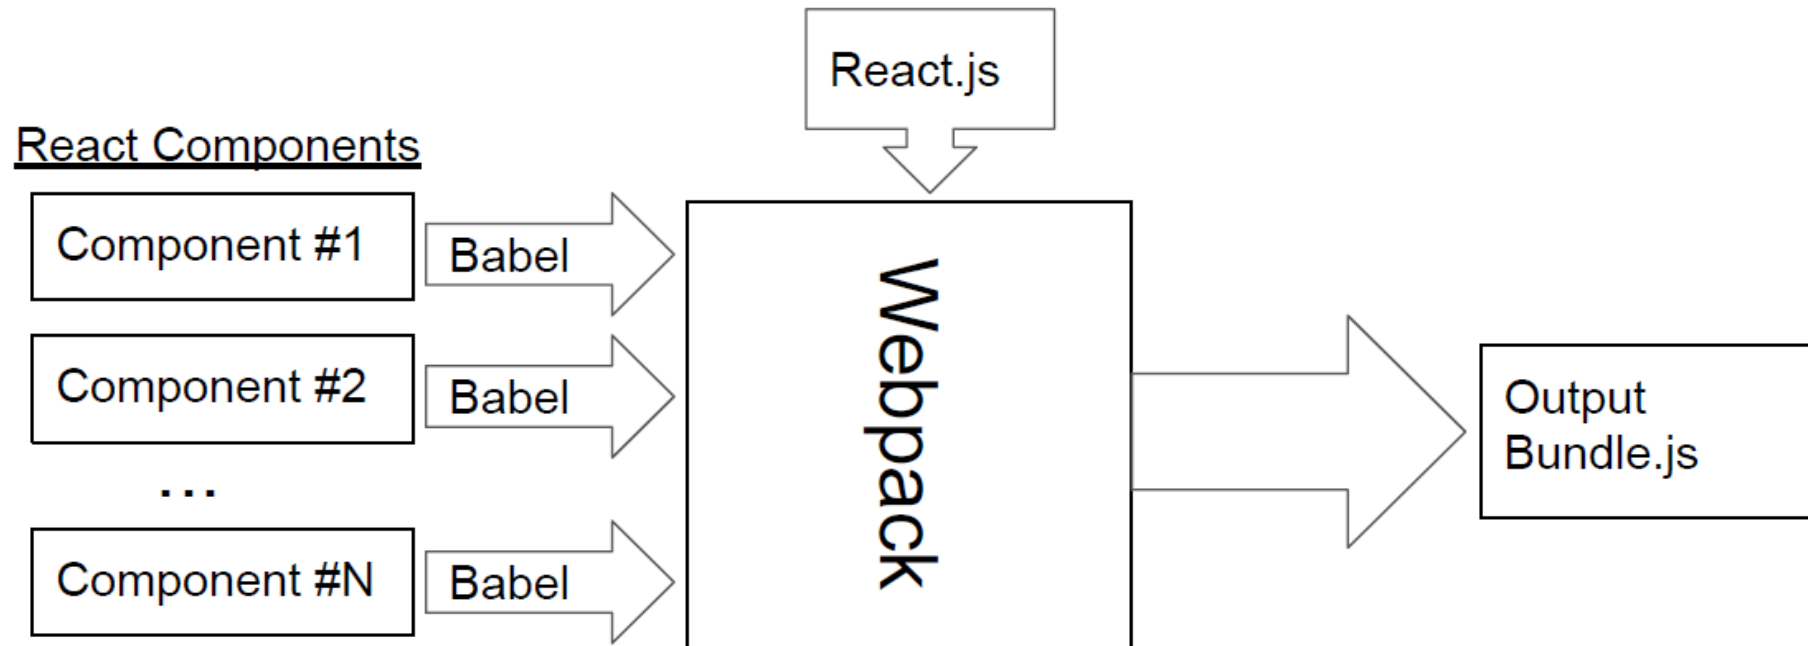 React.js
React Components
Component #1
Babel
Component #2
Babel
...
Component #N
Babel
Webpack
Output
Bundle.js